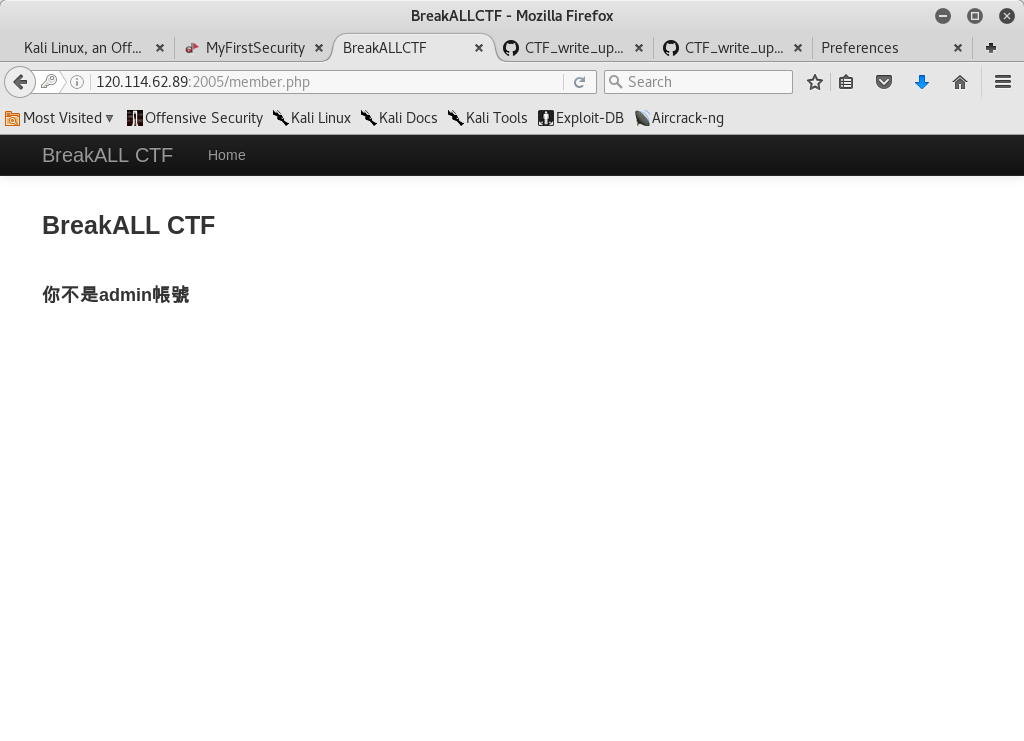 BreakALLCTF - Mozilla Firefox
Kali Linux, an Off... MyFirstSecurity BreakALLCTF CTF_write_up... CTF_write_up... Preferences
120.114.62.89:2005/member.php Search
Most Visited Offensive Security Kali Linux Kali Docs Kali Tools Exploit-DB Aircrack-ng
BreakALL CTF Home
BreakALL CTF
你不是admin帳號